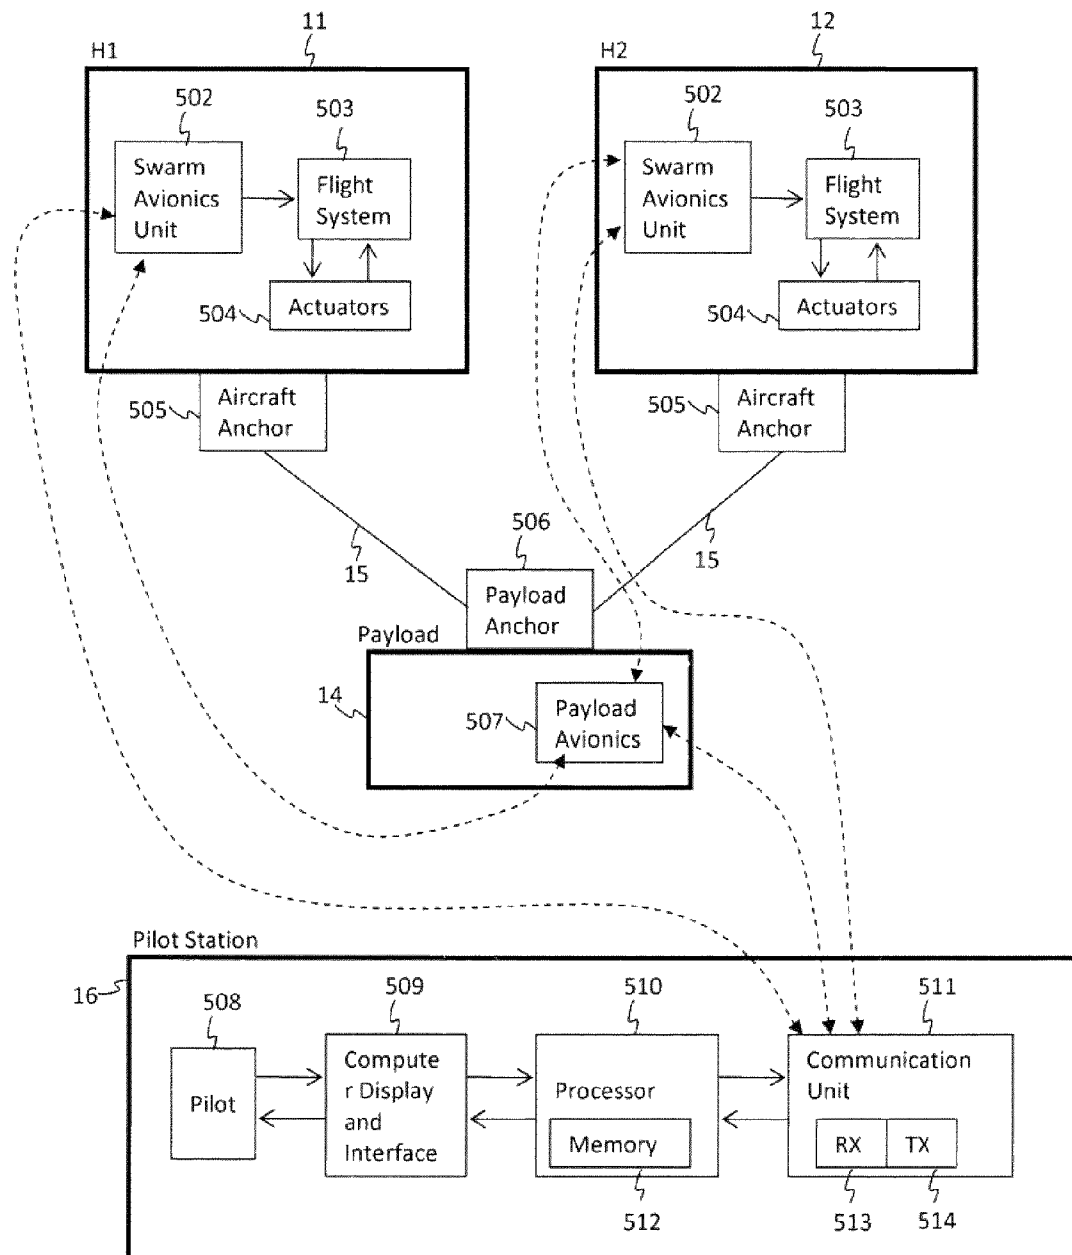 11
12
H1
H2
502
503
502
503
Swarm
Avionics
Unit
Flight
System
Swarm
Avionics
Unit
Flight
System
504
Actuators
504
Actuators
505
Aircraft
Anchor
505
Aircraft
Anchor
506
15
15
Payload
Anchor
Payload
14
507
Payload
Avionics
Pilot Station
16
508
509
510
511
Pilot
Compute
r Display
and
Interface
Processor
Memory
Communication
Unit
RX
TX
512
513
514